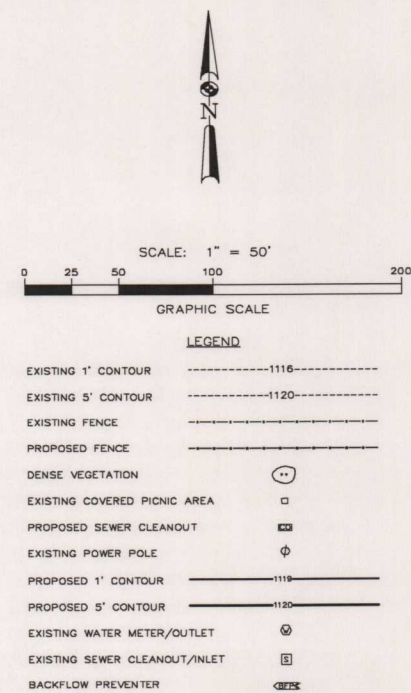 N
SCALE: 1" = 50'
0 25 50 100 200
GRAPHIC SCALE
LEGEND
EXISTING 1' CONTOUR 1116
EXISTING 5' CONTOUR 1120
EXISTING FENCE
PROPOSED FENCE
DENSE VEGETATION
EXISTING COVERED PICNIC AREA
PROPOSED SEWER CLEANOUT CO
EXISTING POWER POLE
PROPOSED 1' CONTOUR 1119
PROPOSED 5' CONTOUR 1120
EXISTING WATER METER/OUTLET W
EXISTING SEWER CLEANOUT/INLET S
BACKFLOW PREVENTER BFP